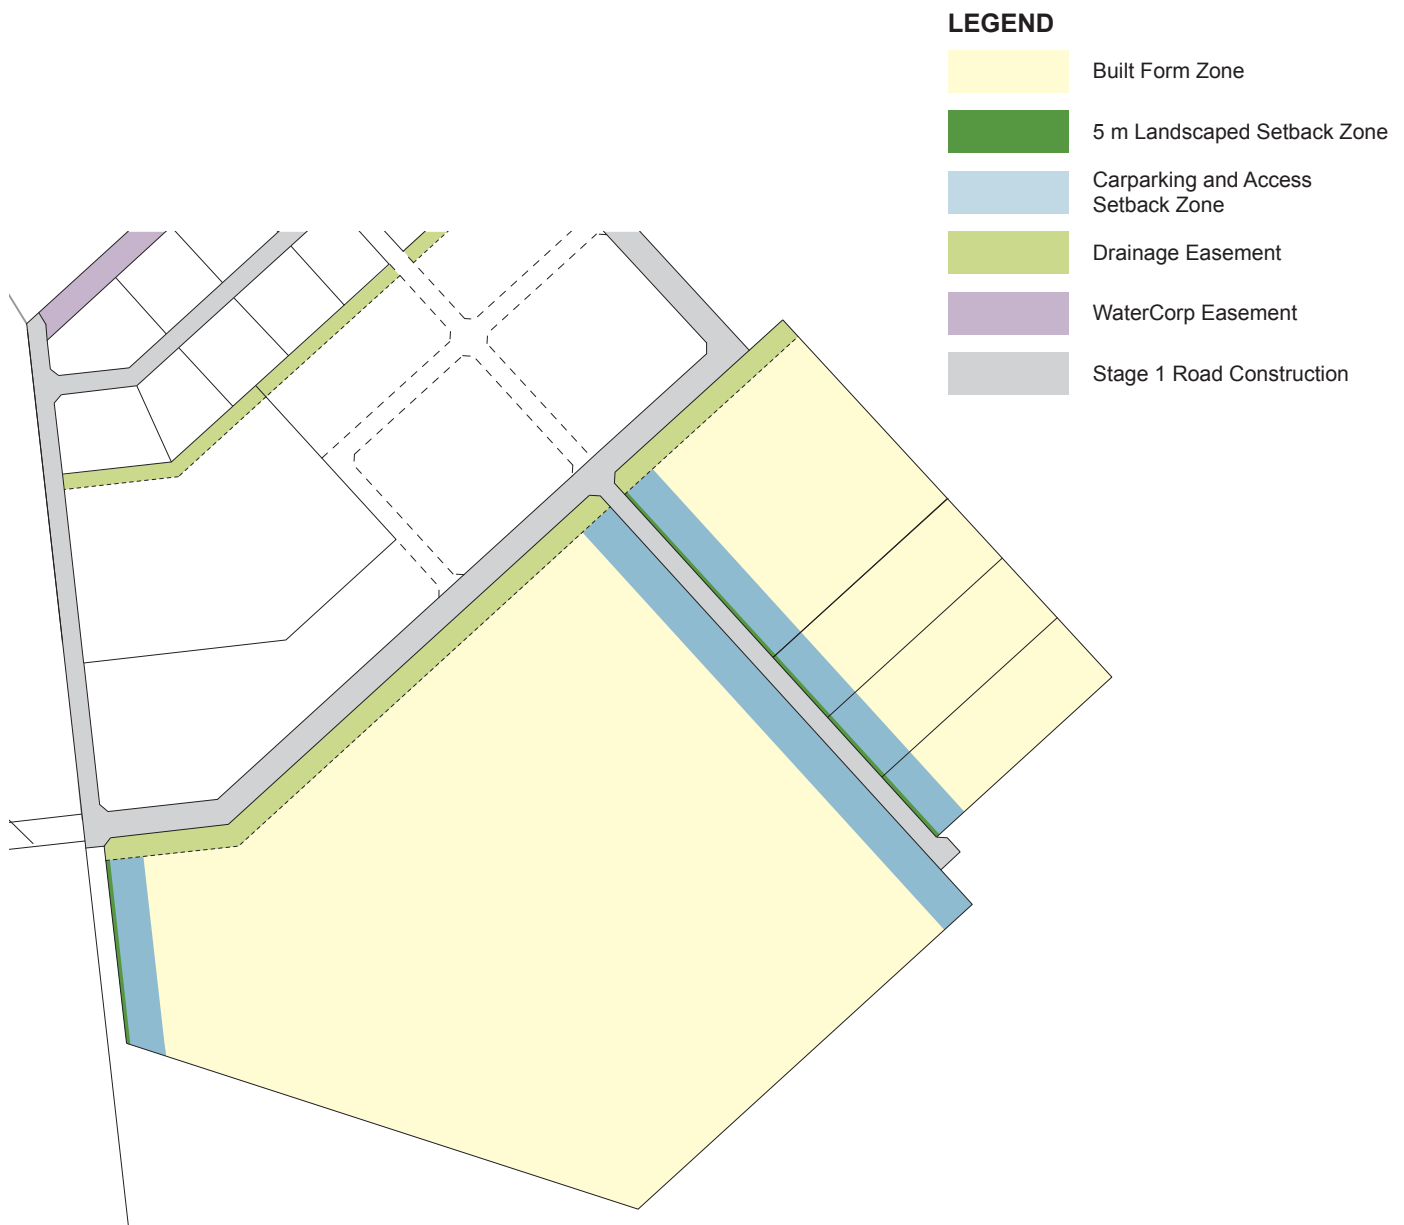 LEGEND
Built Form Zone
5 m Landscaped Setback Zone
Carparking and Access
Setback Zone
Drainage Easement
WaterCorp Easement
Stage 1 Road Construction